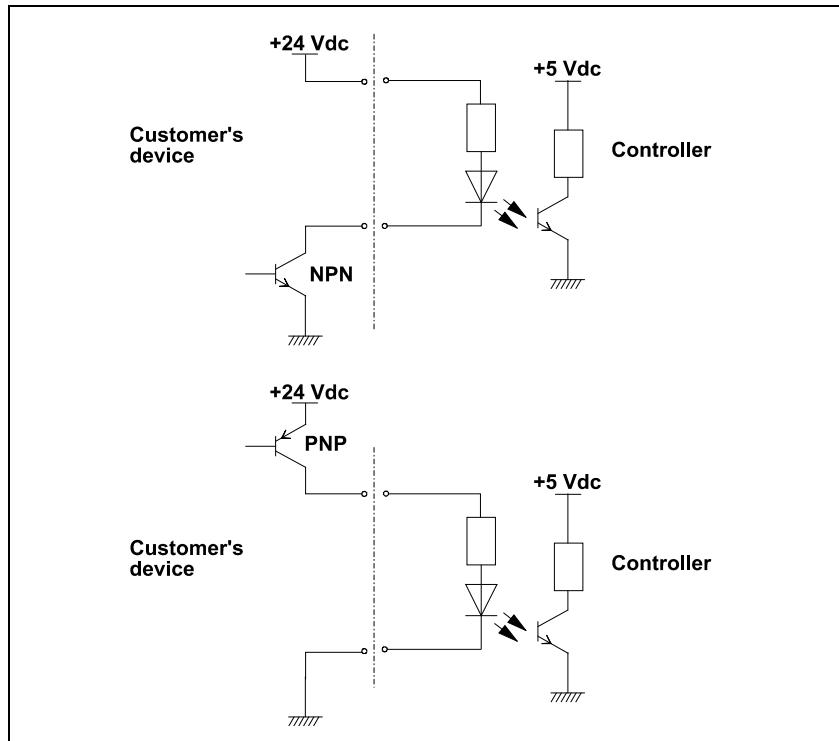 +24 Vdc
+5 Vdc
Customer's
device
Controller
NPN
+24 Vdc
PNP
+5 Vdc
Customer's
device
Controller